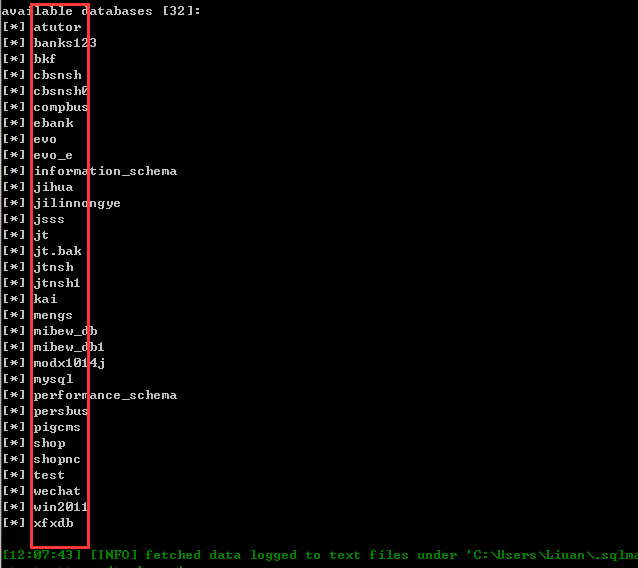 available databases [32]:
[*] atutor
[*] banks123
[*] bkf
[*] cbsnsh
[*] cbsnsh0
[*] compbus
[*] ebank
[*] evo
[*] evo_e
[*] information_schema
[*] jihua
[*] jilinnongye
[*] jsss
[*] jt
[*] jt.bak
[*] jtnsh
[*] jtnsh1
[*] kai
[*] mengs
[*] mibew_db
[*] mibew_db1
[*] modx1014j
[*] mysql
[*] performance_schema
[*] persbus
[*] pigcms
[*] shop
[*] shopnc
[*] test
[*] wechat
[*] win2011
[*] xfxdb
[12:07:43] [INFO] fetched data logged to text files under 'C:\Users\Liuan\.sqlma